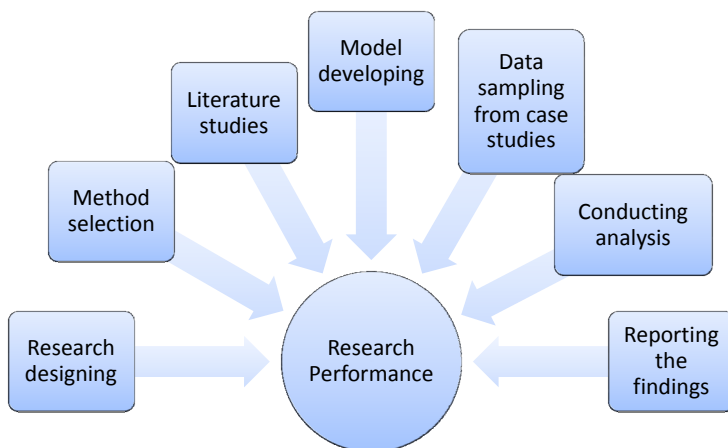 Research
designing
Method
selection
Literature
studies
Model
developing
Data
sampling
from case
studies
Conducting
analysis
Reporting
the
findings
Research
Performance